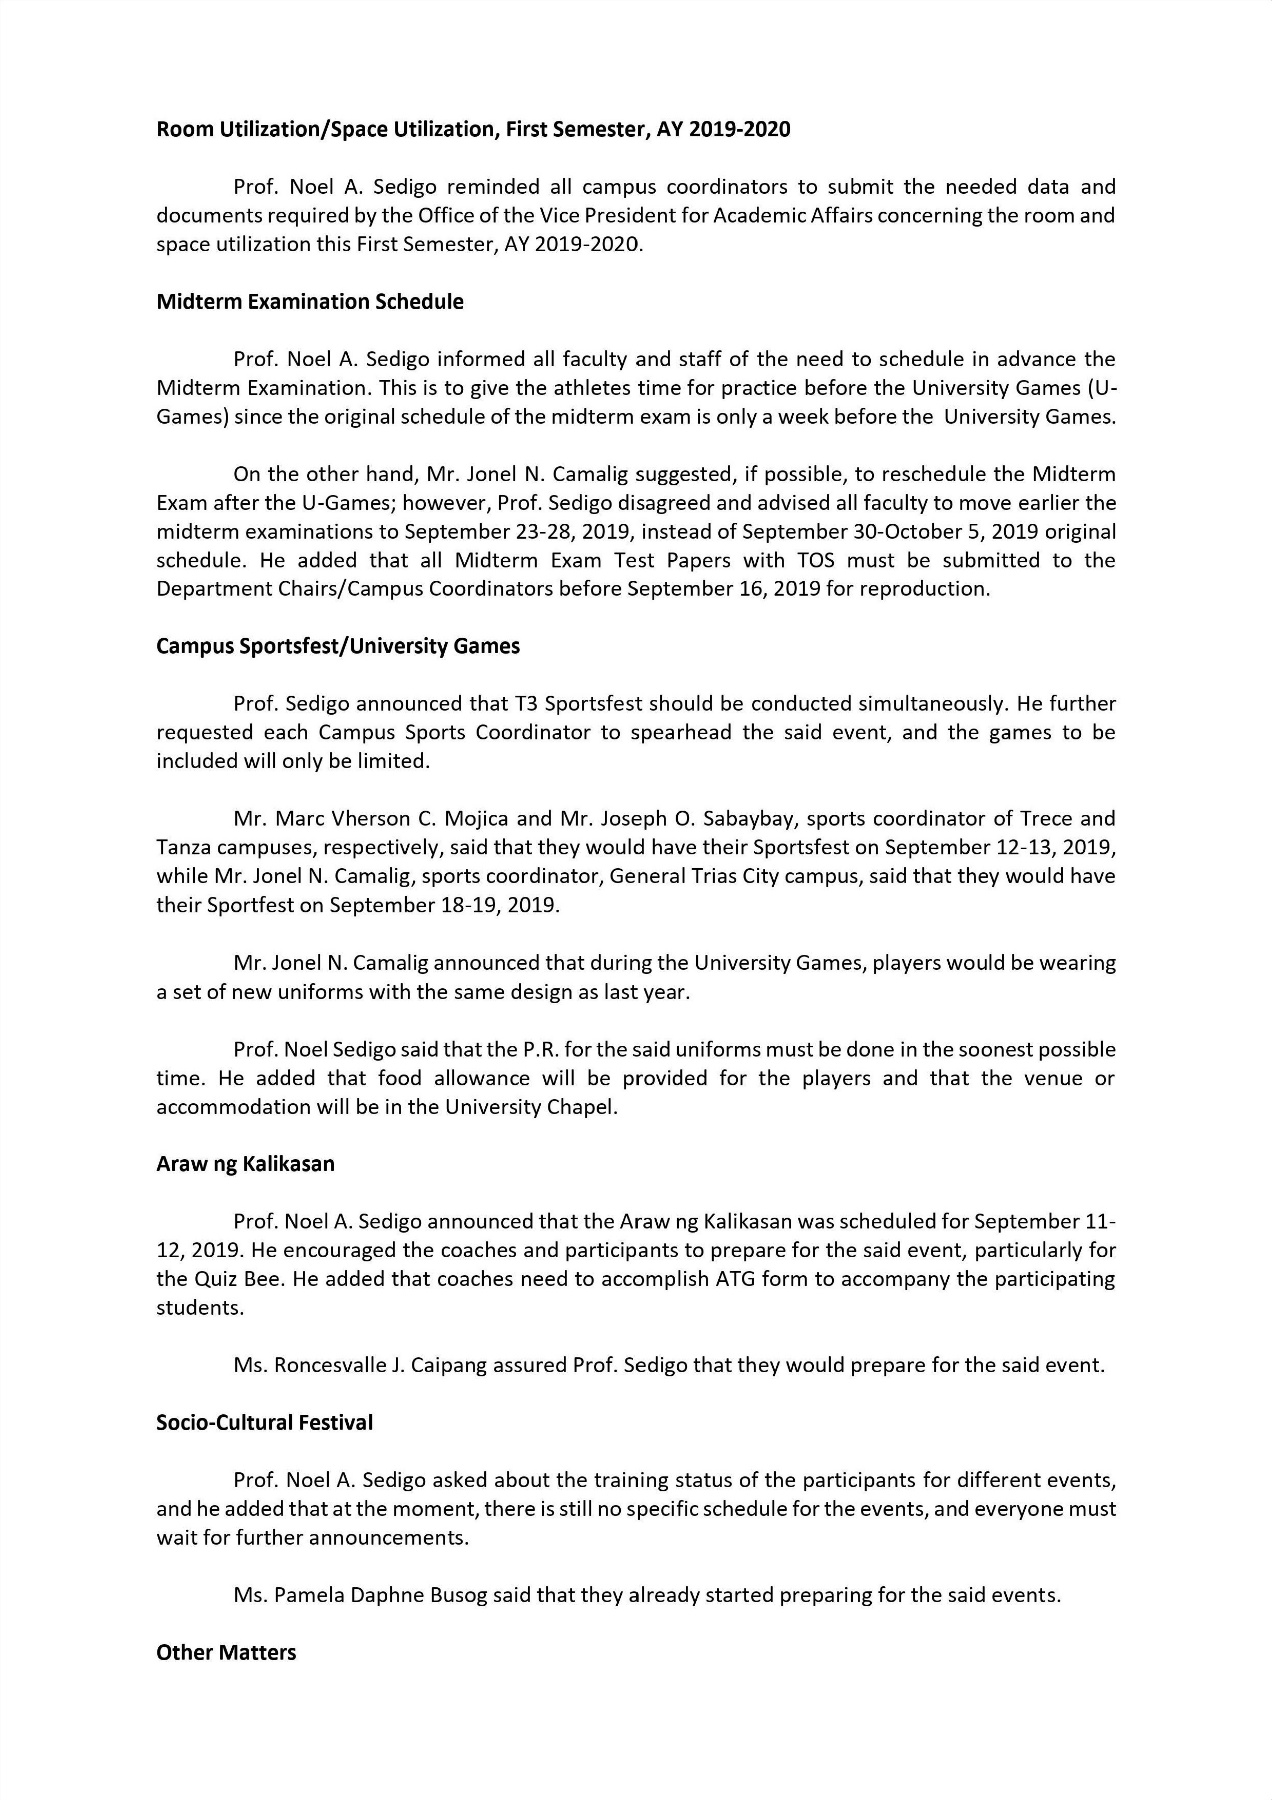 Room Utilization/Space Utilization, First Semester, AY 2019-2020
Prof. Noel A. Sedigo reminded all campus coordinators to submit the needed data and
documents required by the Office of the Vice President for Academic Affairs concerning the room and
space utilization this First Semester, AY 2019-2020.
Midterm Examination Schedule
Prof. Noel A. Sedigo informed all faculty and staff of the need to schedule in advance the
Midterm Examination. This is to give the athletes time for practice before the University Games (U-
Games) since the original schedule of the midterm exam is only a week before the  University Games.
On the other hand, Mr. Jonel N. Camalig suggested, if possible, to reschedule the Midterm
Exam after the U-Games; however, Prof. Sedigo disagreed and advised all faculty to move earlier the
midterm examinations to September 23-28, 2019, instead of September 30-October 5, 2019 original
schedule. He added that all Midterm Exam Test Papers with TOS must be submitted to the
Department Chairs/Campus Coordinators before September 16, 2019 for reproduction.
Campus Sportsfest/University Games
Prof. Sedigo announced that T3 Sportsfest should be conducted simultaneously. He further
requested each Campus Sports Coordinator to spearhead the said event, and the games to be
included will only be limited.
Mr. Marc Vherson C. Mojica and Mr. Joseph O. Sabaybay, sports coordinator of Trece and
Tanza campuses, respectively, said that they would have their Sportsfest on September 12-13, 2019,
while Mr. Jonel N. Camalig, sports coordinator, General Trias City campus, said that they would have
their Sportfest on September 18-19, 2019.
Mr. Jonel N. Camalig announced that during the University Games, players would be wearing
a set of new uniforms with the same design as last year.
Prof. Noel Sedigo said that the P.R. for the said uniforms must be done in the soonest possible
time. He added that food allowance will be provided for the players and that the venue or
accommodation will be in the University Chapel.
Araw ng Kalikasan
Prof. Noel A. Sedigo announced that the Araw ng Kalikasan was scheduled for September 11-
12, 2019. He encouraged the coaches and participants to prepare for the said event, particularly for
the Quiz Bee. He added that coaches need to accomplish ATG form to accompany the participating
students.
Ms. Roncesvalle J. Caipang assured Prof. Sedigo that they would prepare for the said event.
Socio-Cultural Festival
Prof. Noel A. Sedigo asked about the training status of the participants for different events,
and he added that at the moment, there is still no specific schedule for the events, and everyone must
wait for further announcements.
Ms. Pamela Daphne Busog said that they already started preparing for the said events.
Other Matters